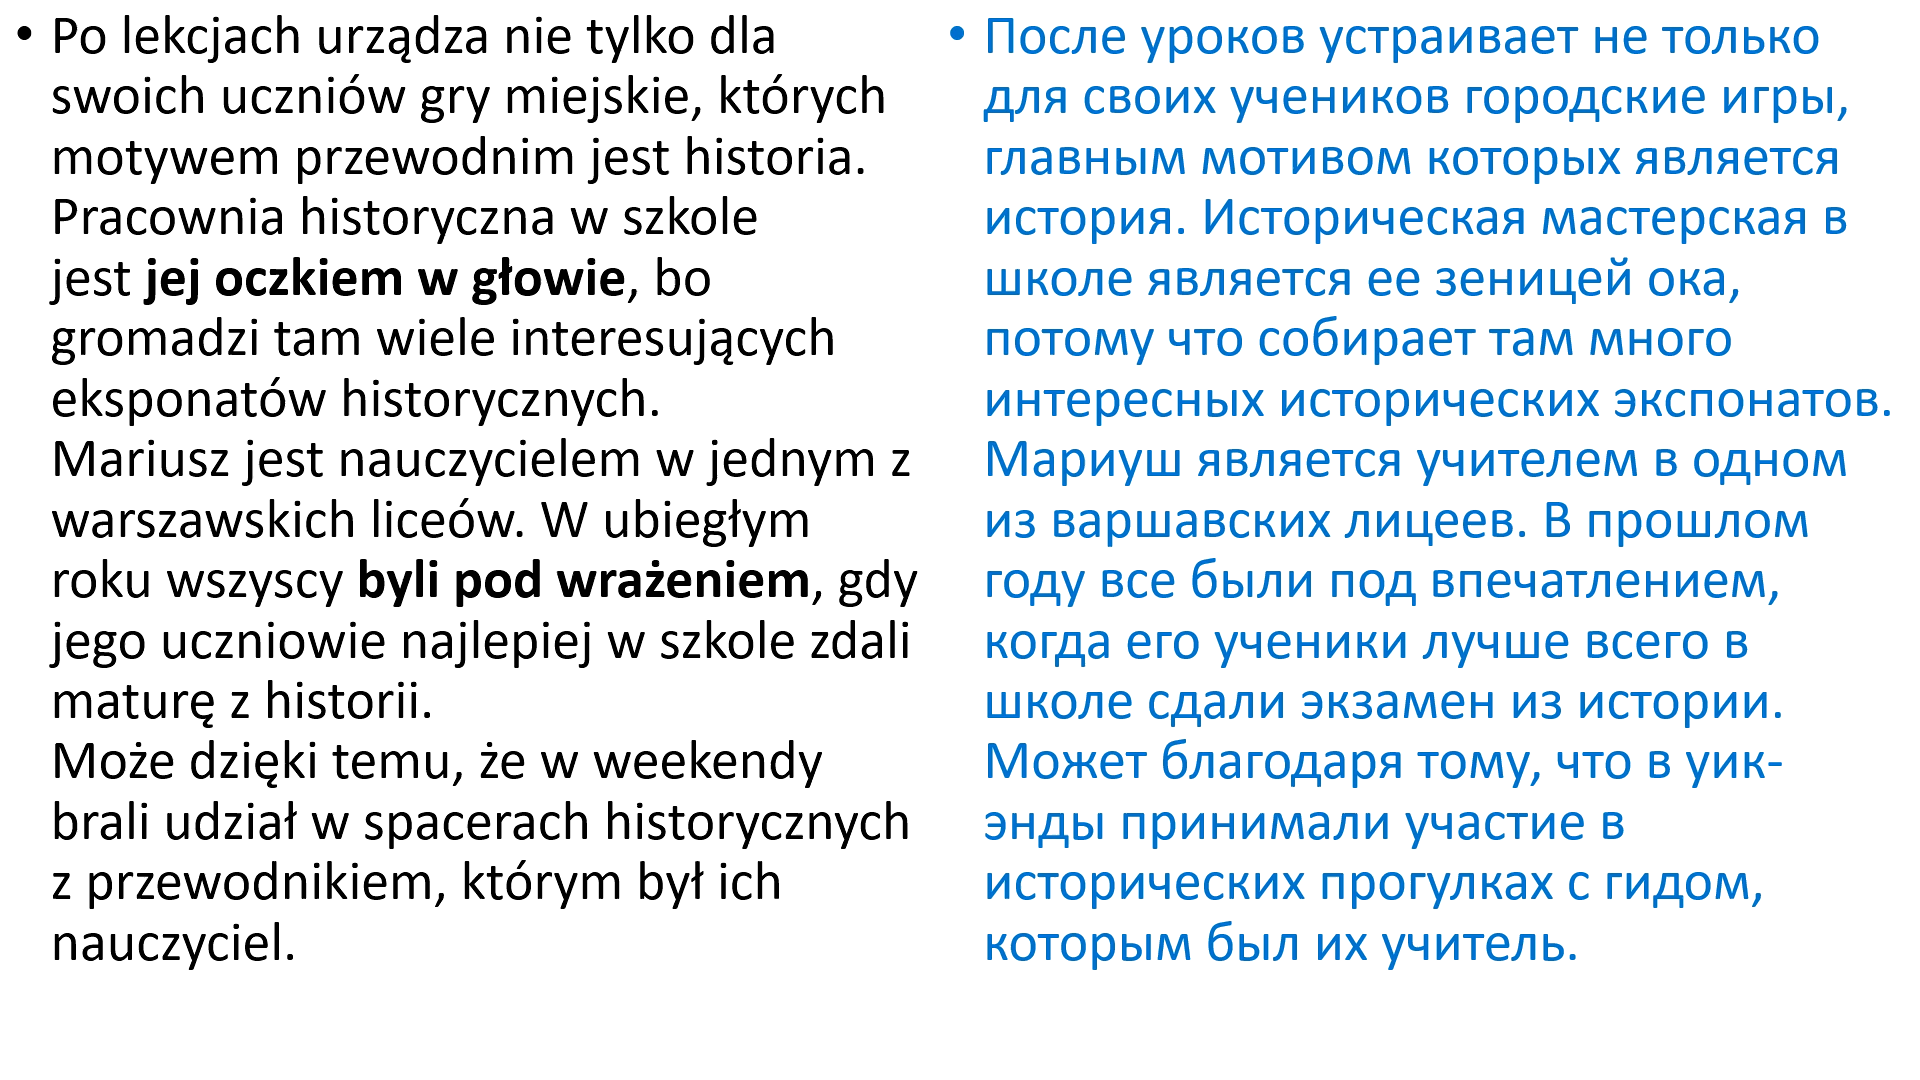 • Po lekcjach urządza nie tylko dla
swoich uczniów gry miejskie, których
motywem przewodnim jest historia.
Pracownia historyczna w szkole
jest jej oczkiem w głowie, bo
gromadzi tam wiele interesujących
eksponatów historycznych.
Mariusz jest nauczycielem w jednym z
warszawskich liceów. W ubiegłym
roku wszyscy byli pod wrażeniem, gdy
jego uczniowie najlepiej w szkole zdali
maturę z historii.
Może dzięki temu, że w weekendy
brali udział w spacerach historycznych
z przewodnikiem, którym był ich
nauczyciel.
• После уроков устраивает не только
для своих учеников городские игры,
главным мотивом которых является
история. Историческая мастерская в
школе является ее зеницей ока,
потому что собирает там много
интересных исторических экспонатов.
Мариуш является учителем в одном
из варшавских лицеев. В прошлом
году все были под впечатлением,
когда его ученики лучше всего в
школе сдали экзамен из истории.
Может благодаря тому, что в уик-
энды принимали участие в
исторических прогулках с гидом,
которым был их учитель.